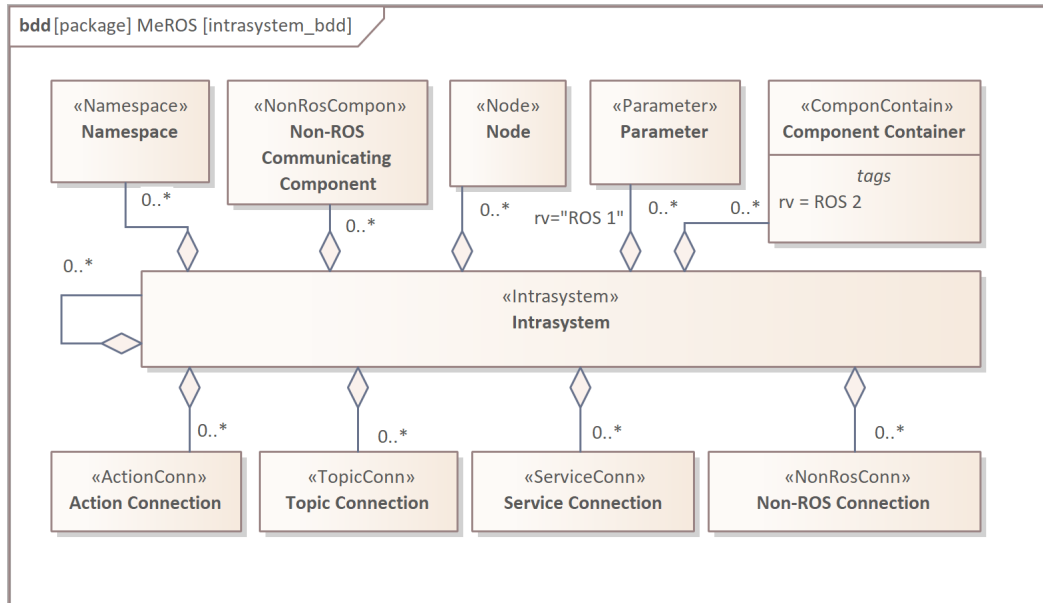 bdd [package] MeROS [intrasystem_bdd]
«Namespace»
Namespace
«NonRosCompon»
Non-ROS
Communicating
Component
«Node»
Node
«Parameter»
Parameter
«ComponContain»
Component Container
tags
rv = ROS 2
0..*
0..*
0..*
rv="ROS 1"
0..*
0..*
0..*
«Intrasystem»
Intrasystem
0..*
0..*
0..*
0..*
«ActionConn»
Action Connection
«TopicConn»
Topic Connection
«ServiceConn»
Service Connection
«NonRosConn»
Non-ROS Connection